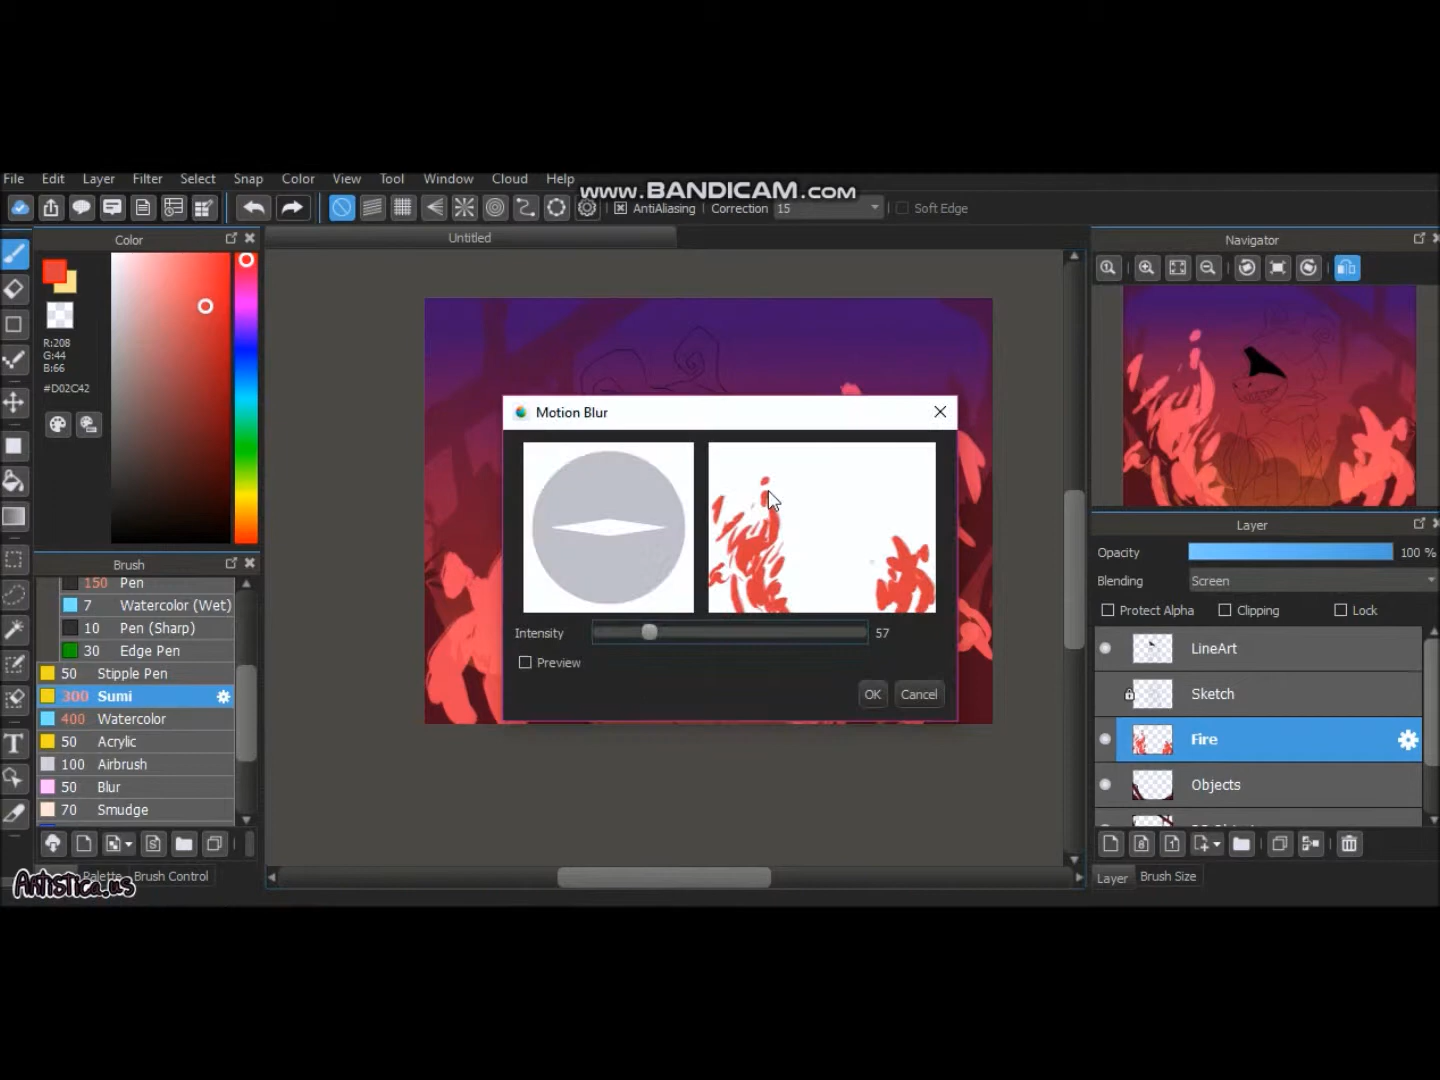 File Edit Layer Filter Select Snap Color View Tool Window Cloud Help
www.BANDICAM.com
AntiAliasing Correction 15 Soft Edge
Color
Untitled
Navigator
R:208
G:44
B:66
#D02C42
Motion Blur
Intensity 57
Preview
OK Cancel
Brush
150 Pen
7 Watercolor (Wet)
10 Pen (Sharp)
30 Edge Pen
50 Stipple Pen
300 Sumi
400 Watercolor
50 Acrylic
100 Airbrush
50 Blur
70 Smudge
Palette Brush Control
Artistica.us
Layer
Opacity 100 %
Blending Screen
Protect Alpha Clipping Lock
LineArt
Sketch
Fire
Objects
Layer Brush Size